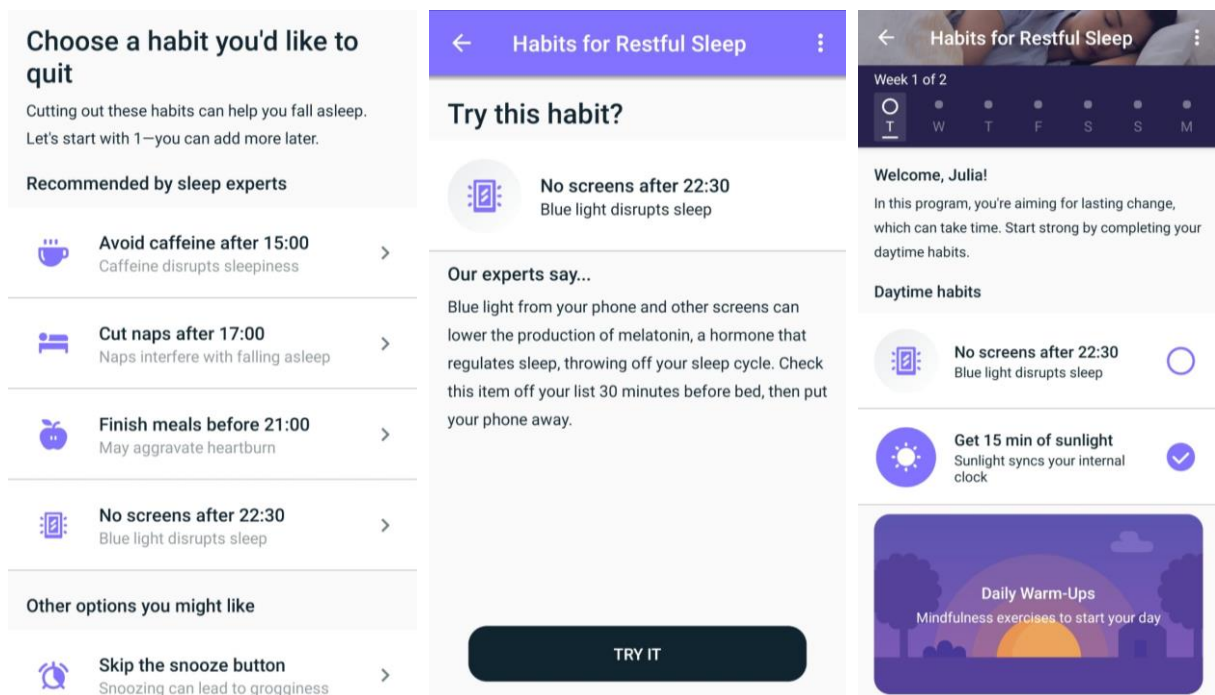 Choose a habit you'd like to
quit
Cutting out these habits can help you fall asleep.
Let's start with 1—you can add more later.
Recommended by sleep experts
Avoid caffeine after 15:00
Caffeine disrupts sleepiness
Cut naps after 17:00
Naps interfere with falling asleep
Finish meals before 21:00
May aggravate heartburn
No screens after 22:30
Blue light disrupts sleep
Other options you might like
Skip the snooze button
Snoozing can lead to grogginess
Habits for Restful Sleep
Try this habit?
No screens after 22:30
Blue light disrupts sleep
Our experts say...
Blue light from your phone and other screens can
lower the production of melatonin, a hormone that
regulates sleep, throwing off your sleep cycle. Check
this item off your list 30 minutes before bed, then put
your phone away.
TRY IT
Habits for Restful Sleep
Week 1 of 2
T W T F S S M
Welcome, Julia!
In this program, you're aiming for lasting change,
which can take time. Start strong by completing your
daytime habits.
Daytime habits
No screens after 22:30
Blue light disrupts sleep
Get 15 min of sunlight
Sunlight syncs your internal
clock
Daily Warm-Ups
Mindfulness exercises to start your day